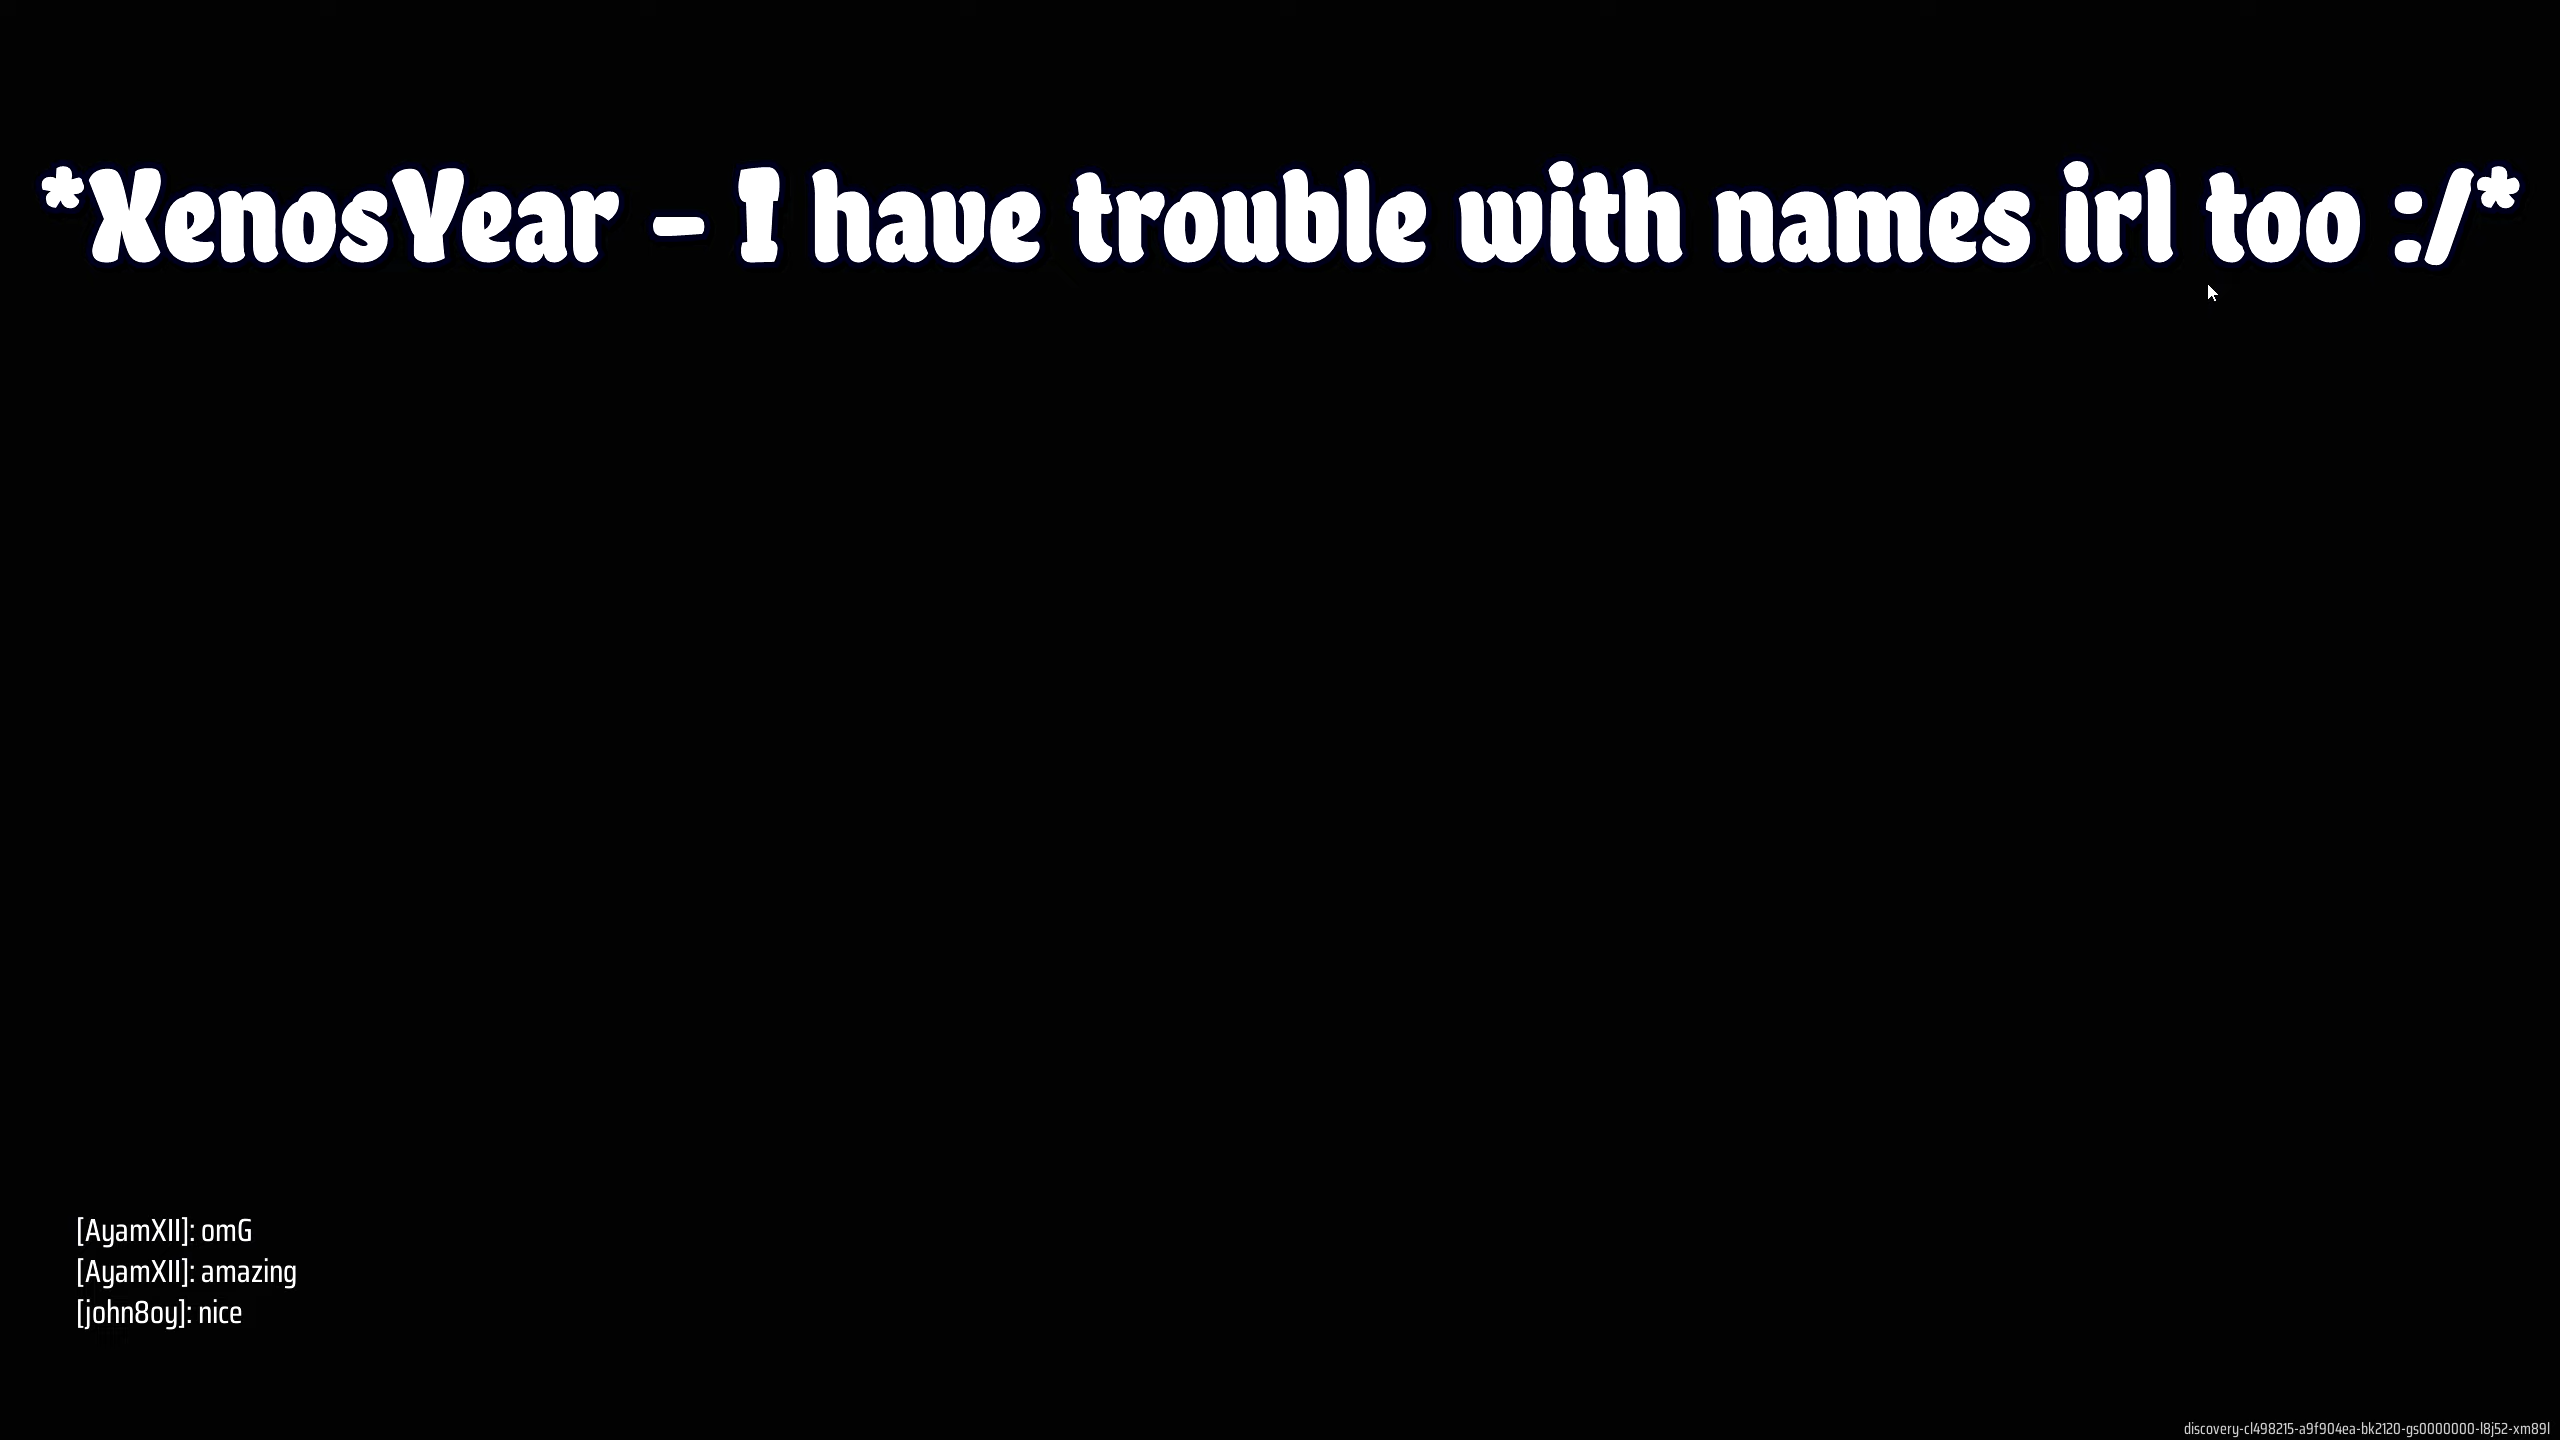 *XenosYear - I have trouble with names irl too :/*
[AyamXII]: omG
[AyamXII]: amazing
[john8oy]: nice
discovery-cl498215-a9f904ea-bk2120-gs0000000-l8j52-xm89l